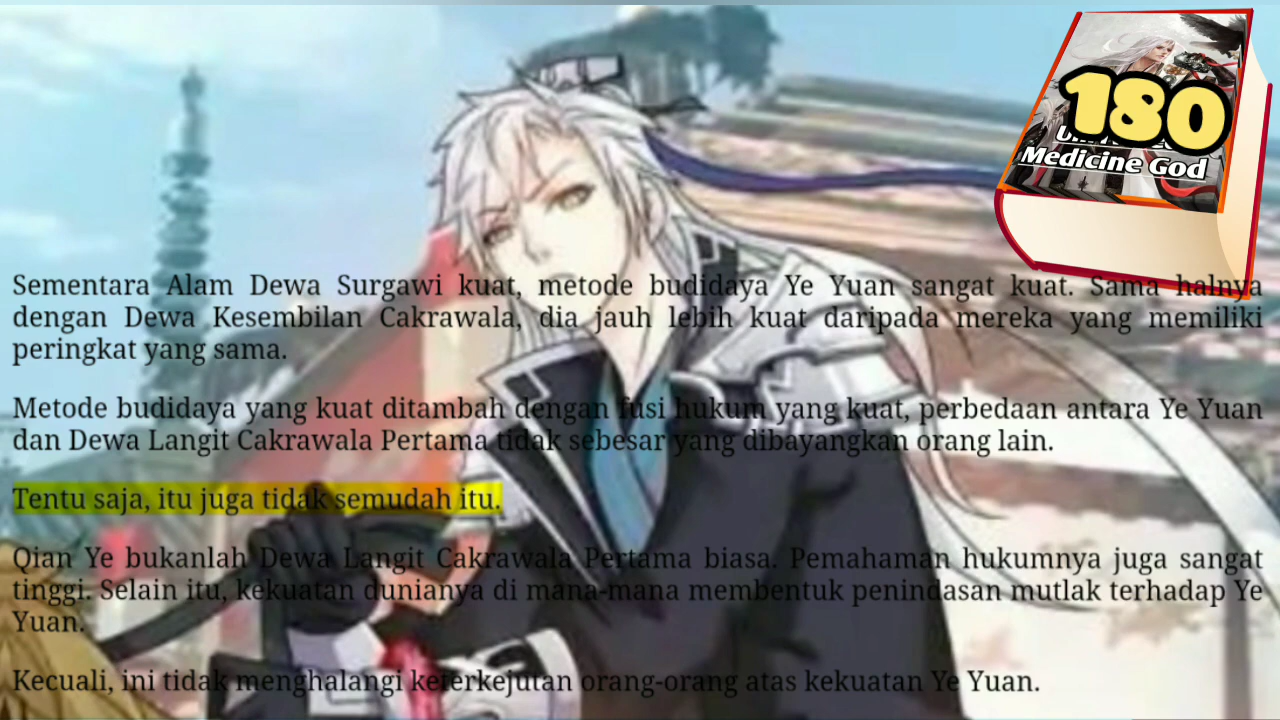 180
Medicine God
Sementara Alam Dewa Surgawi kuat, metode budidaya Ye Yuan sangat kuat. Sama halnya
dengan Dewa Kesembilan Cakrawala, dia jauh lebih kuat daripada mereka yang memiliki
peringkat yang sama.
Metode budidaya yang kuat ditambah dengan fusi hukum yang kuat, perbedaan antara Ye Yuan
dan Dewa Langit Cakrawala Pertama tidak sebesar yang dibayangkan orang lain.
Tentu saja, itu juga tidak semudah itu.
Qian Ye bukanlah Dewa Langit Cakrawala Pertama biasa. Pemahaman hukumnya juga sangat
tinggi. Selain itu, kekuatan dunianya di mana-mana membentuk penindasan mutlak terhadap Ye
Yuan.
Kecuali, ini tidak menghalangi keterkejutan orang-orang atas kekuatan Ye Yuan.